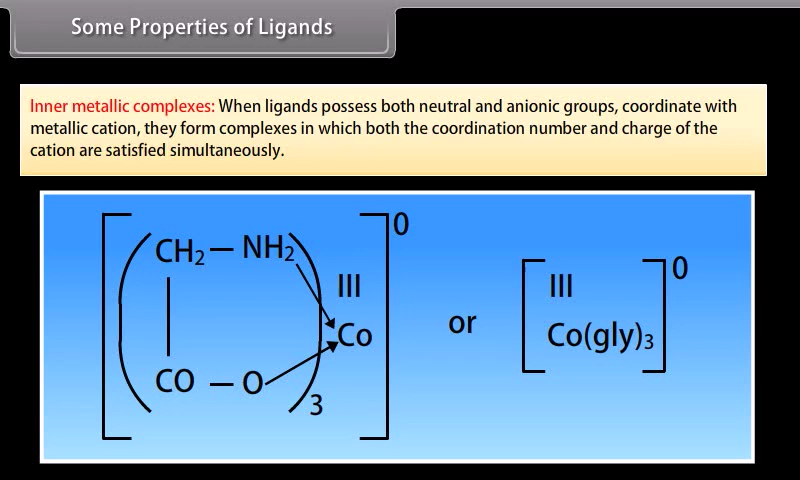 Some Properties of Ligands
Inner metallic complexes: When ligands possess both neutral and anionic groups, coordinate with
metallic cation, they form complexes in which both the coordination number and charge of the
cation are satisfied simultaneously.
0
CH₂ — NH₂
III
Co
CO — O
3
or
0
III
Co(gly)₃